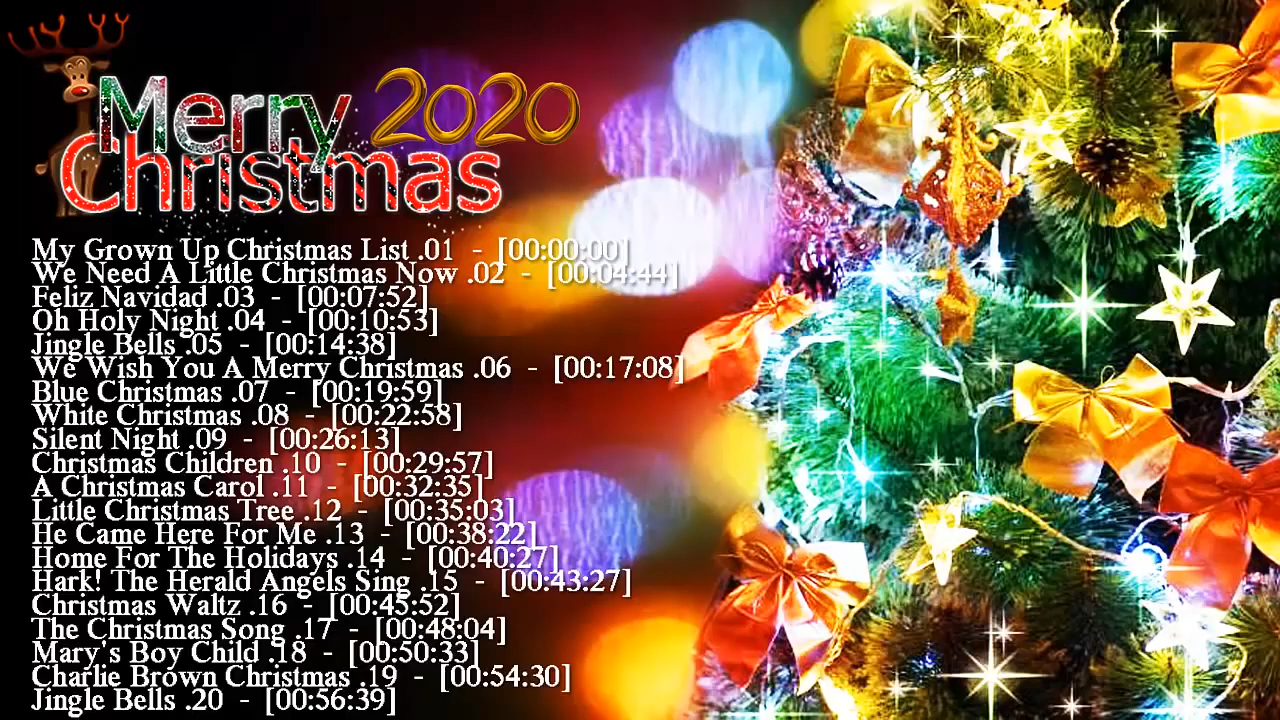 Merry 2020
Christmas
My Grown Up Christmas List .01 - [00:00:00]
We Need A Little Christmas Now .02 - [00:04:44]
Feliz Navidad .03 - [00:07:52]
Oh Holy Night .04 - [00:10:53]
Jingle Bells .05 - [00:14:38]
We Wish You A Merry Christmas .06 - [00:17:08]
Blue Christmas .07 - [00:19:59]
White Christmas .08 - [00:22:58]
Silent Night .09 - [00:26:13]
Christmas Children .10 - [00:29:57]
A Christmas Carol .11 - [00:32:35]
Little Christmas Tree .12 - [00:35:03]
He Came Here For Me .13 - [00:38:22]
Home For The Holidays .14 - [00:40:27]
Hark! The Herald Angels Sing .15 - [00:43:27]
Christmas Waltz .16 - [00:45:52]
The Christmas Song .17 - [00:48:04]
Mary's Boy Child .18 - [00:50:33]
Charlie Brown Christmas .19 - [00:54:30]
Jingle Bells .20 - [00:56:39]